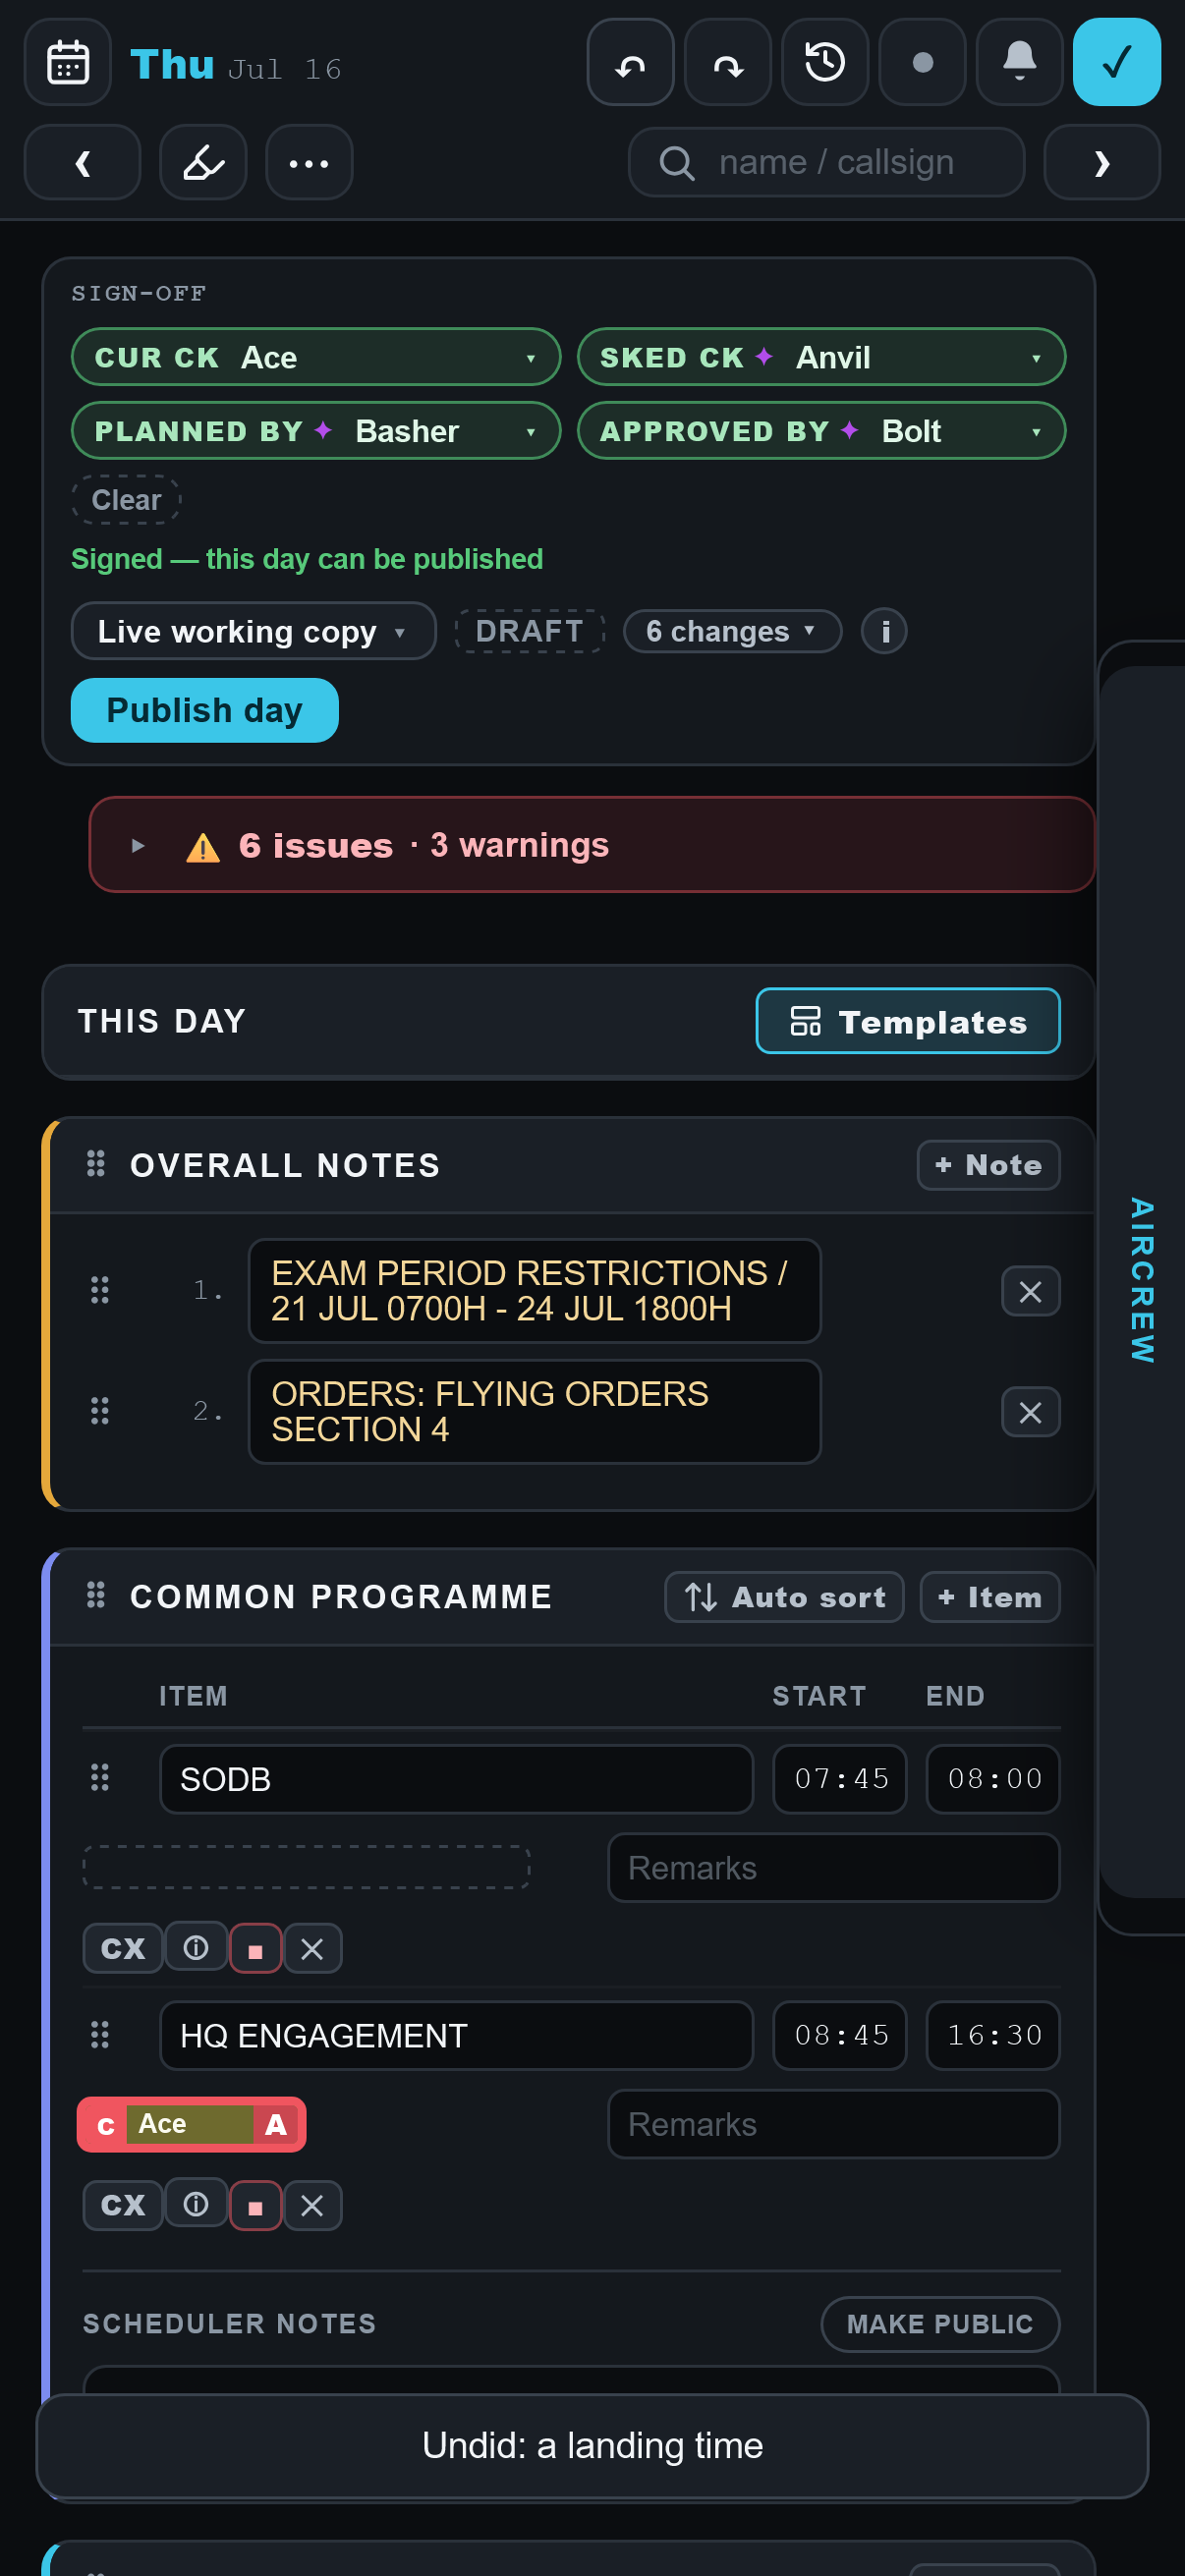 Thu Jul 16
name / callsign
SIGN-OFF
CUR CK Ace
SKED CK Anvil
PLANNED BY Basher
APPROVED BY Bolt
Clear
Signed — this day can be published
Live working copy DRAFT 6 changes i
Publish day
6 issues · 3 warnings
THIS DAY Templates
OVERALL NOTES + Note
1. EXAM PERIOD RESTRICTIONS /
21 JUL 0700H - 24 JUL 1800H
2. ORDERS: FLYING ORDERS
SECTION 4
AIRCREW
COMMON PROGRAMME Auto sort + Item
ITEM START END
SODB 07:45 08:00
Remarks
CX
HQ ENGAGEMENT 08:45 16:30
c Ace A Remarks
CX
SCHEDULER NOTES MAKE PUBLIC
Undid: a landing time